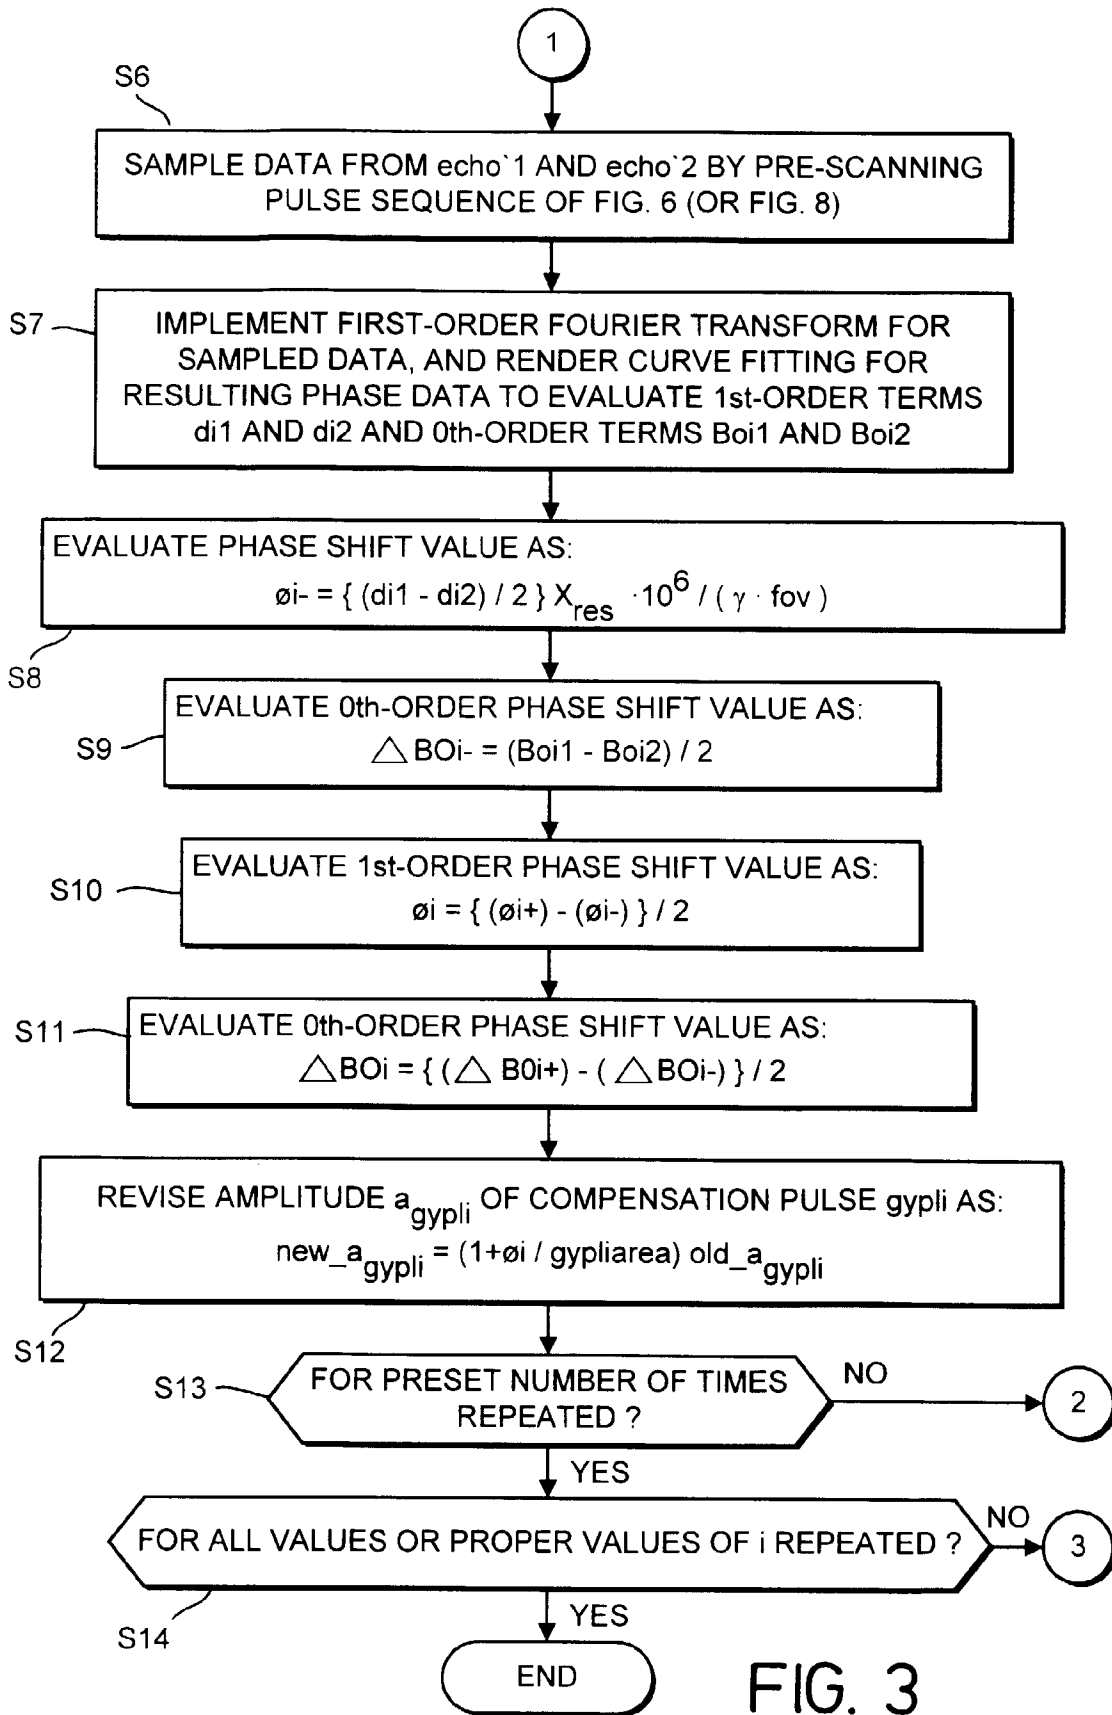 1
S6
SAMPLE DATA FROM echo`1 AND echo`2 BY PRE-SCANNING
PULSE SEQUENCE OF FIG. 6 (OR FIG. 8)
S7
IMPLEMENT FIRST-ORDER FOURIER TRANSFORM FOR
SAMPLED DATA, AND RENDER CURVE FITTING FOR
RESULTING PHASE DATA TO EVALUATE 1st-ORDER TERMS
di1 AND di2 AND 0th-ORDER TERMS Boi1 AND Boi2
EVALUATE PHASE SHIFT VALUE AS:
øi- = { (di1 - di2) / 2 } X_res ·10^6 / ( γ · fov )
S8
EVALUATE 0th-ORDER PHASE SHIFT VALUE AS:
S9
△ BOi- = (Boi1 - Boi2) / 2
EVALUATE 1st-ORDER PHASE SHIFT VALUE AS:
S10
øi = { (øi+) - (øi-) } / 2
S11
EVALUATE 0th-ORDER PHASE SHIFT VALUE AS:
△BOi = { (△ B0i+) - ( △ BOi-) } / 2
REVISE AMPLITUDE a_gypli OF COMPENSATION PULSE gypli AS:
new_a_gypli = (1+øi / gypliarea) old_a_gypli
S12
S13
FOR PRESET NUMBER OF TIMES
REPEATED ?
NO
2
YES
FOR ALL VALUES OR PROPER VALUES OF i REPEATED ?
NO
3
S14
YES
END
FIG. 3